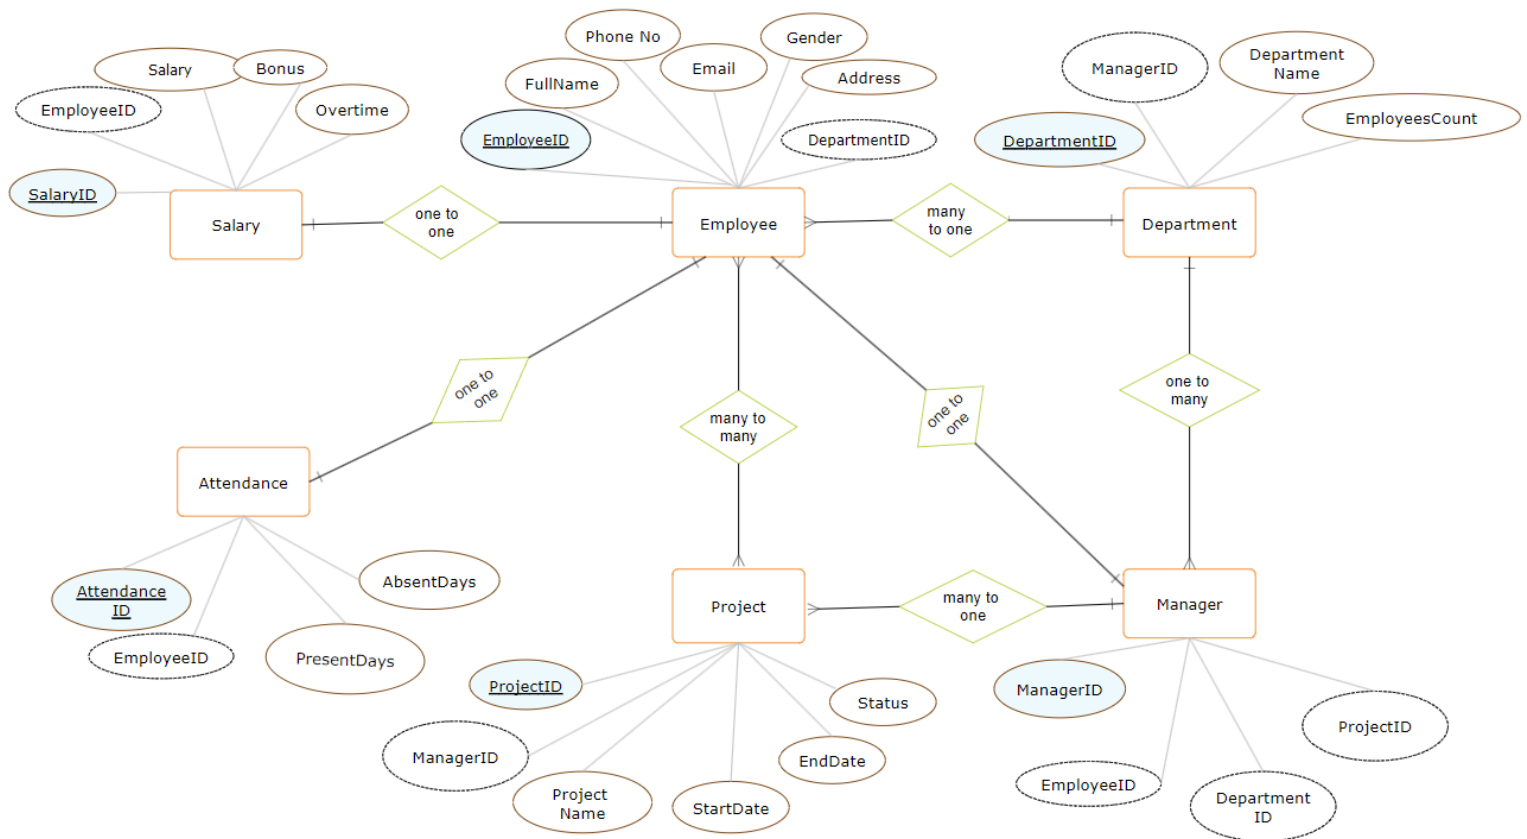 Phone No
Gender
Email
Address
FullName
EmployeeID
DepartmentID
Salary
Bonus
EmployeeID
Overtime
SalaryID
ManagerID
Department
Name
EmployeesCount
DepartmentID
Salary
one to
one
Employee
many
to one
Department
one to
one
many to
many
one to
one
one to
many
Attendance
AbsentDays
Attendance
ID
EmployeeID
PresentDays
Project
many to
one
Manager
ProjectID
Status
ManagerID
EndDate
Project
Name
StartDate
ManagerID
ProjectID
EmployeeID
Department
ID